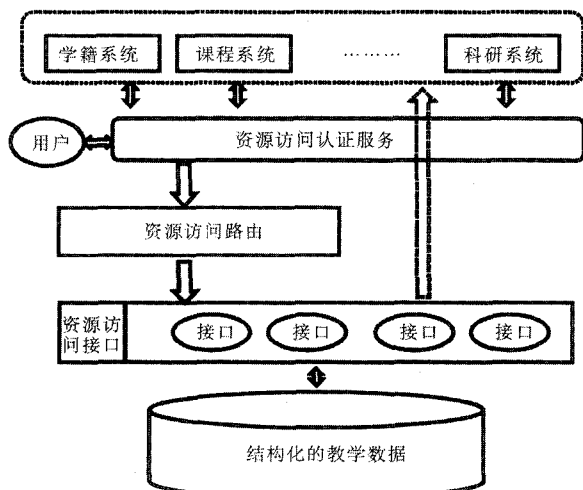 学籍系统 课程系统 ……… 科研系统
用户 资源访问认证服务
资源访问路由
资源访
问接口
接口 接口 接口 接口
结构化的教学数据